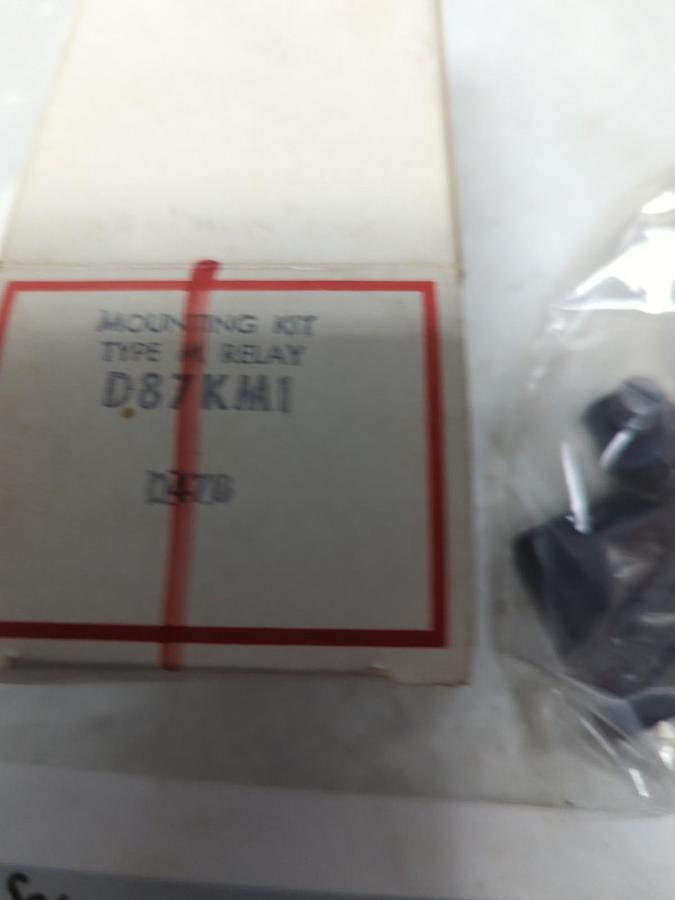 MOUNTING KIT
TYPE M RELAY
D87KM1